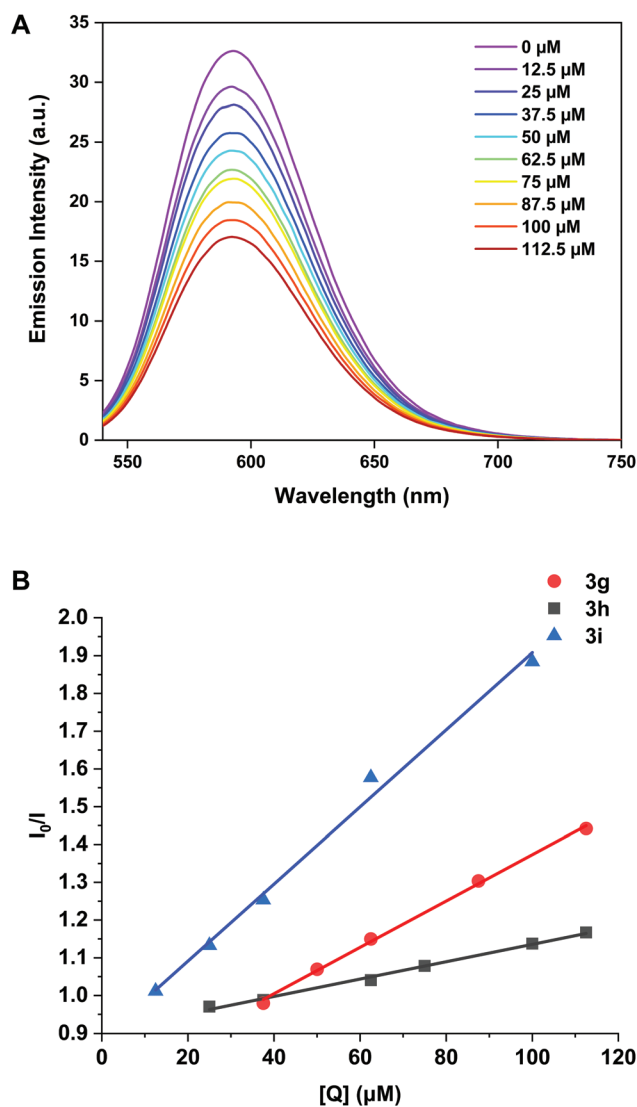 A
35
30
25
20
15
10
5
0
Emission Intensity (a.u.)
0 μM
12.5 μM
25 μM
37.5 μM
50 μM
62.5 μM
75 μM
87.5 μM
100 μM
112.5 μM
550 600 650 700 750
Wavelength (nm)
B
3g
3h
3i
2.0
1.9
1.8
1.7
1.6
1.5
1.4
1.3
1.2
1.1
1.0
0.9
I₀/I
0 20 40 60 80 100 120
[Q] (μM)